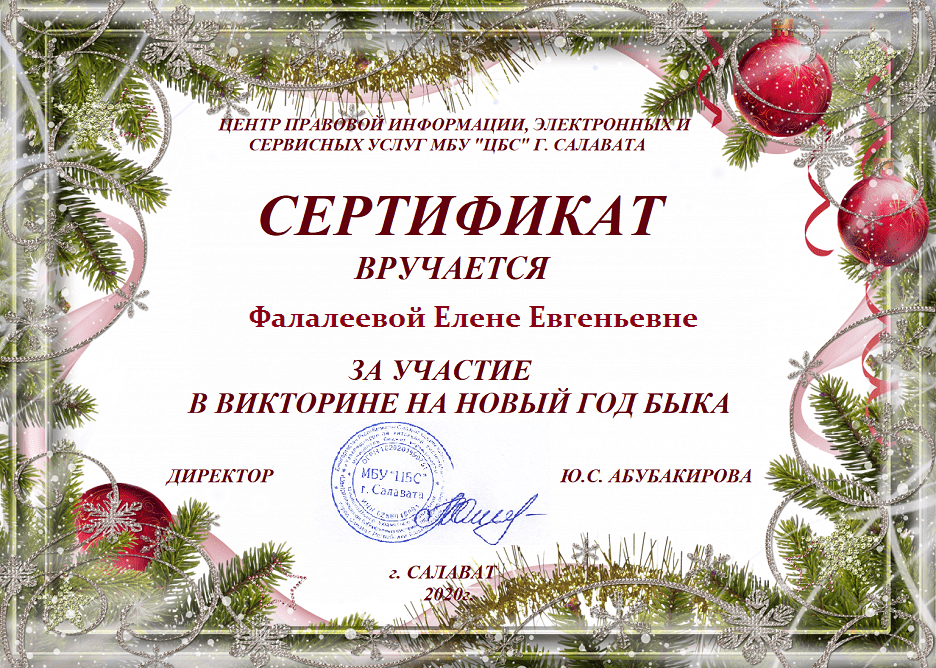 ЦЕНТР ПРАВОВОЙ ИНФОРМАЦИИ, ЭЛЕКТРОННЫХ И
СЕРВИСНЫХ УСЛУГ МБУ "ЦБС" Г. САЛАВАТА
СЕРТИФИКАТ
ВРУЧАЕТСЯ
Фалалеевой Елене Евгеньевне
ЗА УЧАСТИЕ
В ВИКТОРИНЕ НА НОВЫЙ ГОД БЫКА
МБУ "ЦБС"
г. Салавата
ДИРЕКТОР Ю.С. АБУБАКИРОВА
г. САЛАВАТ
2020г.